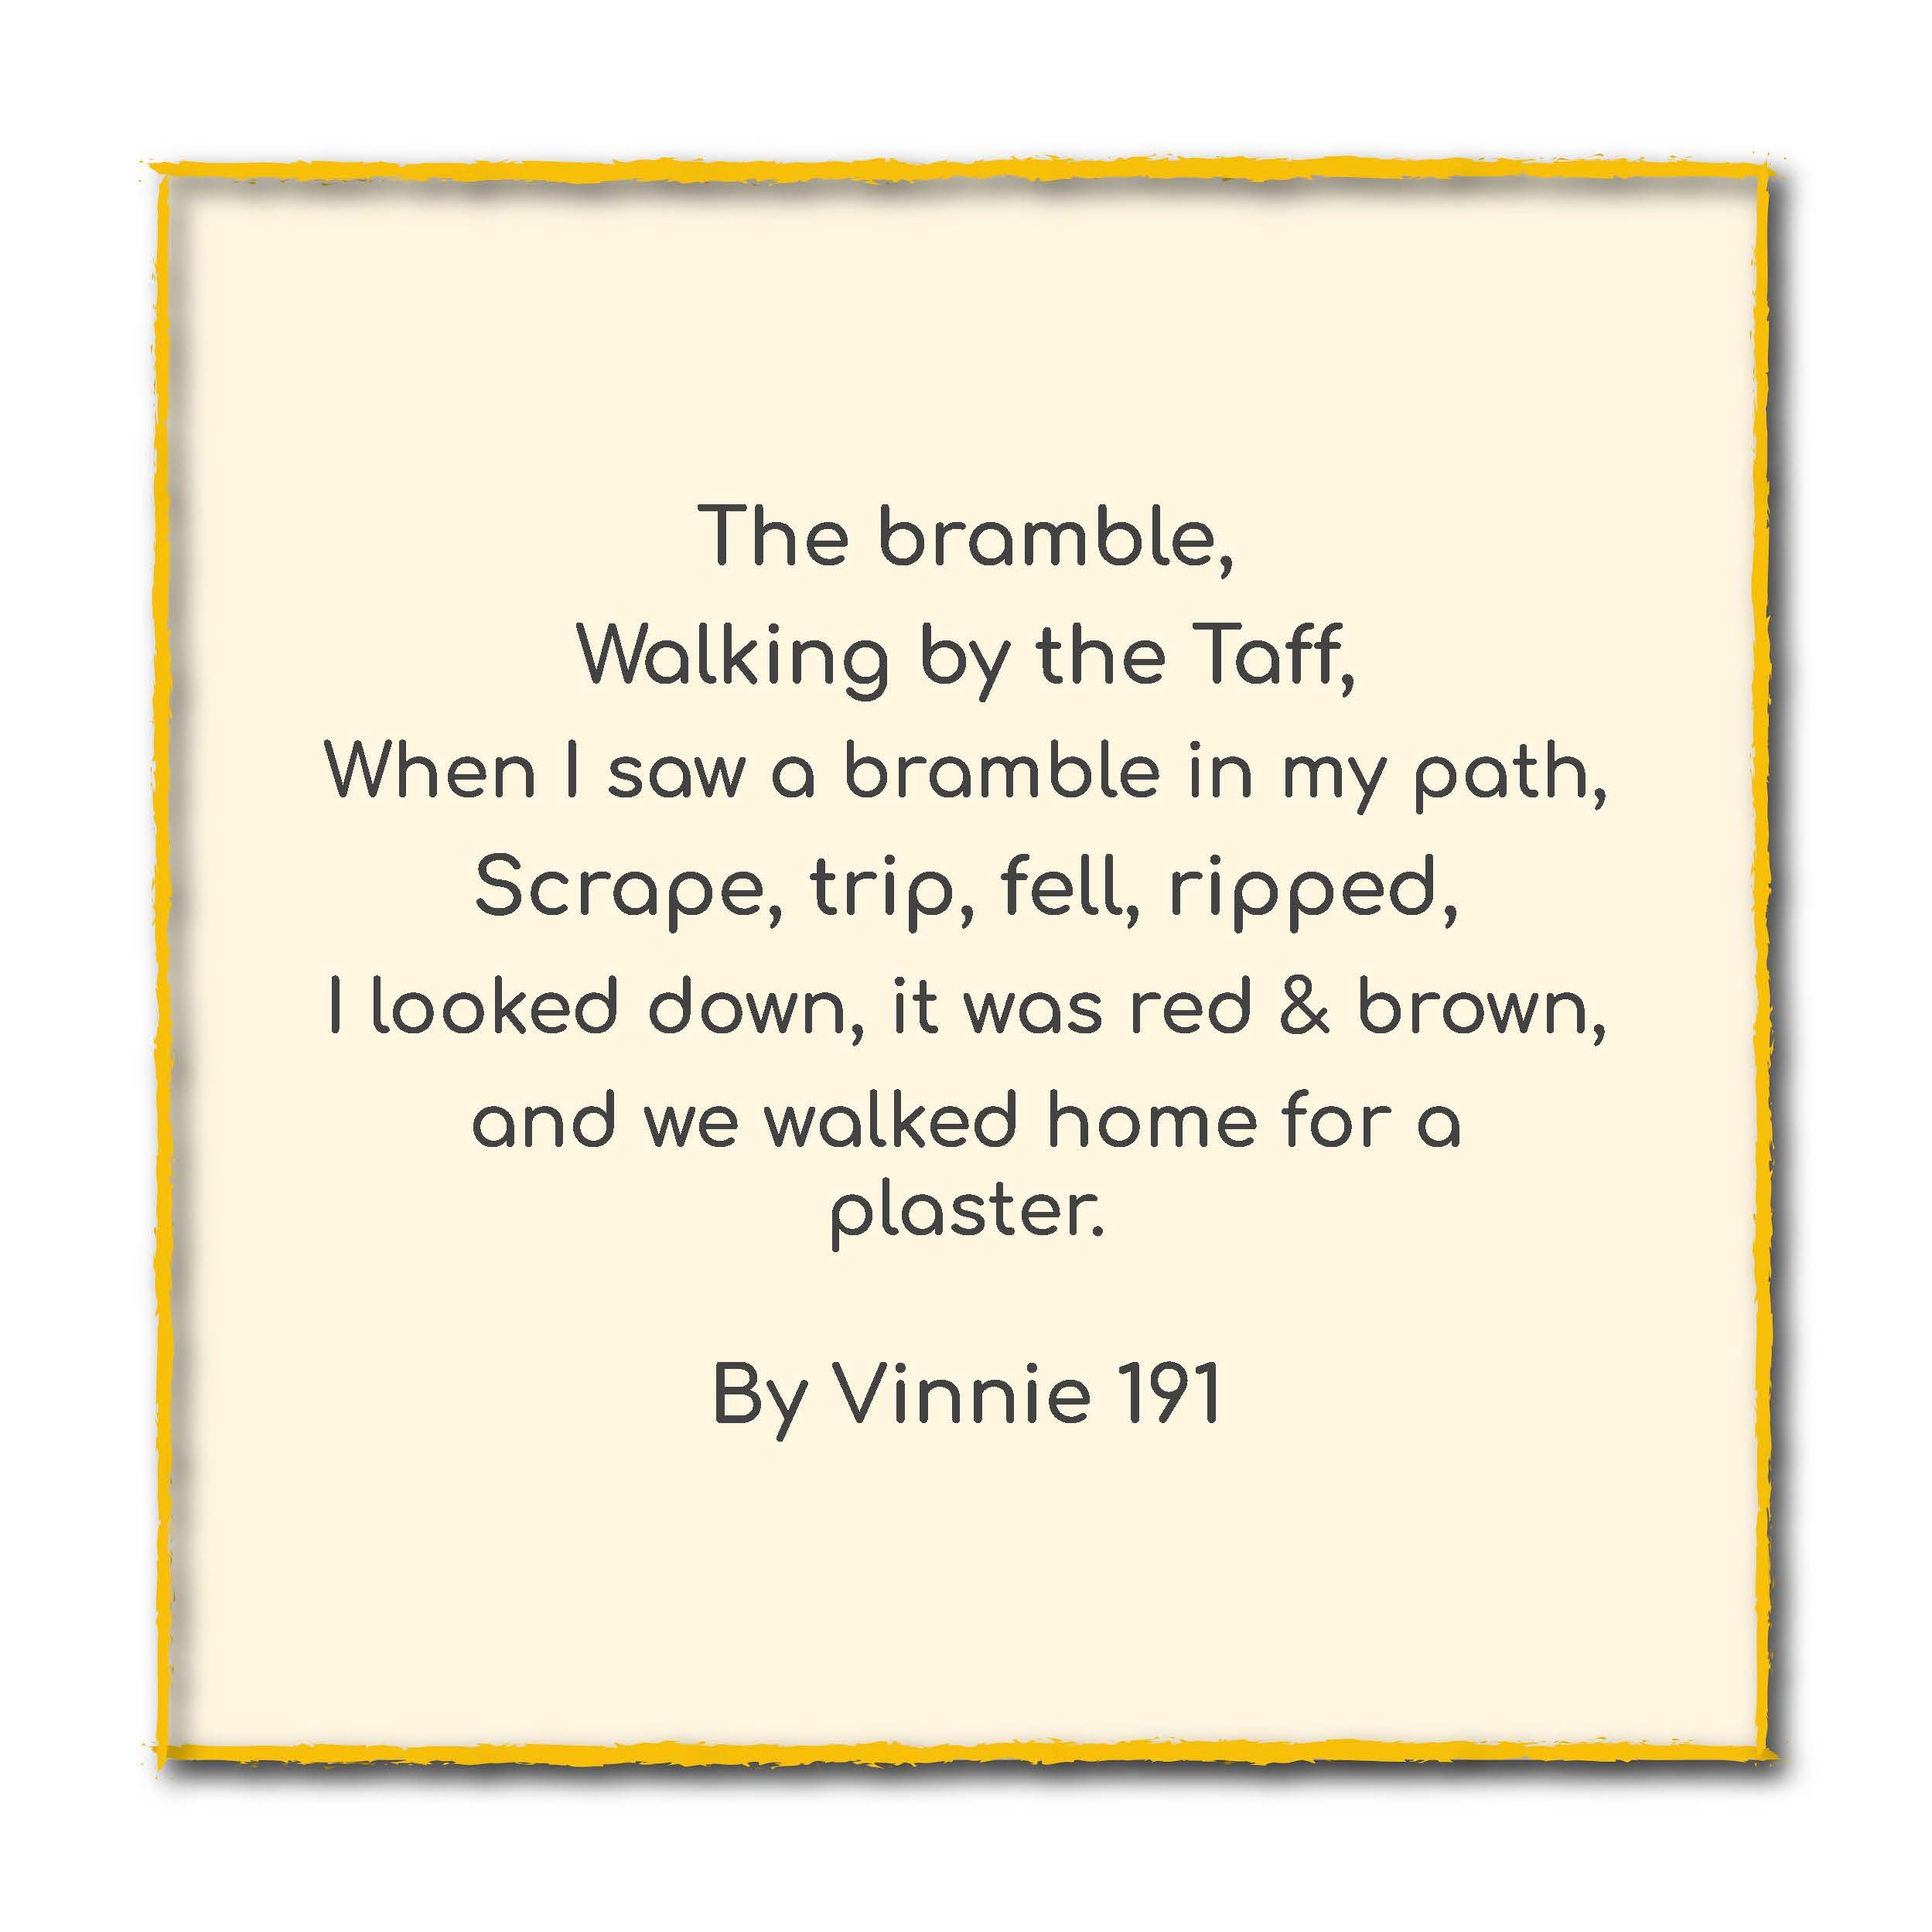 The bramble,
Walking by the Taff,
When I saw a bramble in my path,
Scrape, trip, fell, ripped,
I looked down, it was red & brown,
and we walked home for a
plaster.
By Vinnie 191